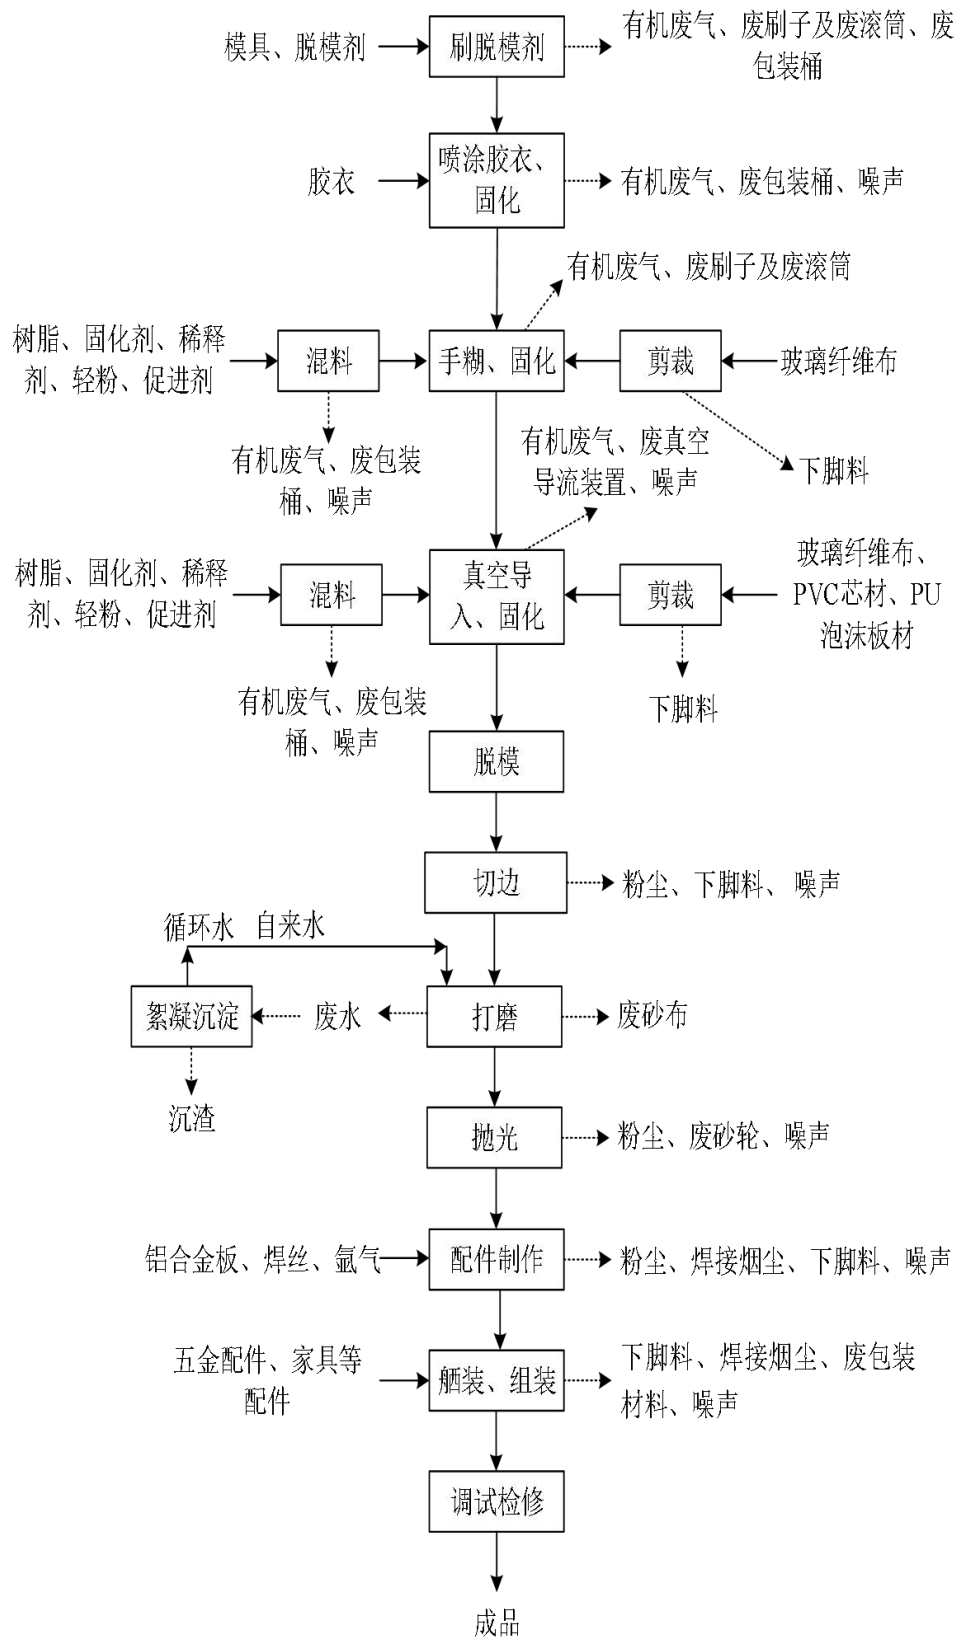 模具、脱模剂
刷脱模剂
有机废气、废刷子及废滚筒、废
包装桶
胶衣
喷涂胶衣、
固化
有机废气、废包装桶、噪声
有机废气、废刷子及废滚筒
树脂、固化剂、稀释
剂、轻粉、促进剂
混料
手糊、固化
剪裁
玻璃纤维布
有机废气、废包装
桶、噪声
有机废气、废真空
导流装置、噪声
下脚料
树脂、固化剂、稀释
剂、轻粉、促进剂
混料
真空导
入、固化
剪裁
玻璃纤维布、
PVC芯材、PU
泡沫板材
有机废气、废包装
桶、噪声
下脚料
脱模
切边
粉尘、下脚料、噪声
循环水 自来水
絮凝沉淀
废水
打磨
废砂布
沉渣
抛光
粉尘、废砂轮、噪声
铝合金板、焊丝、氩气
配件制作
粉尘、焊接烟尘、下脚料、噪声
五金配件、家具等
配件
舾装、组装
下脚料、焊接烟尘、废包装
材料、噪声
调试检修
成品